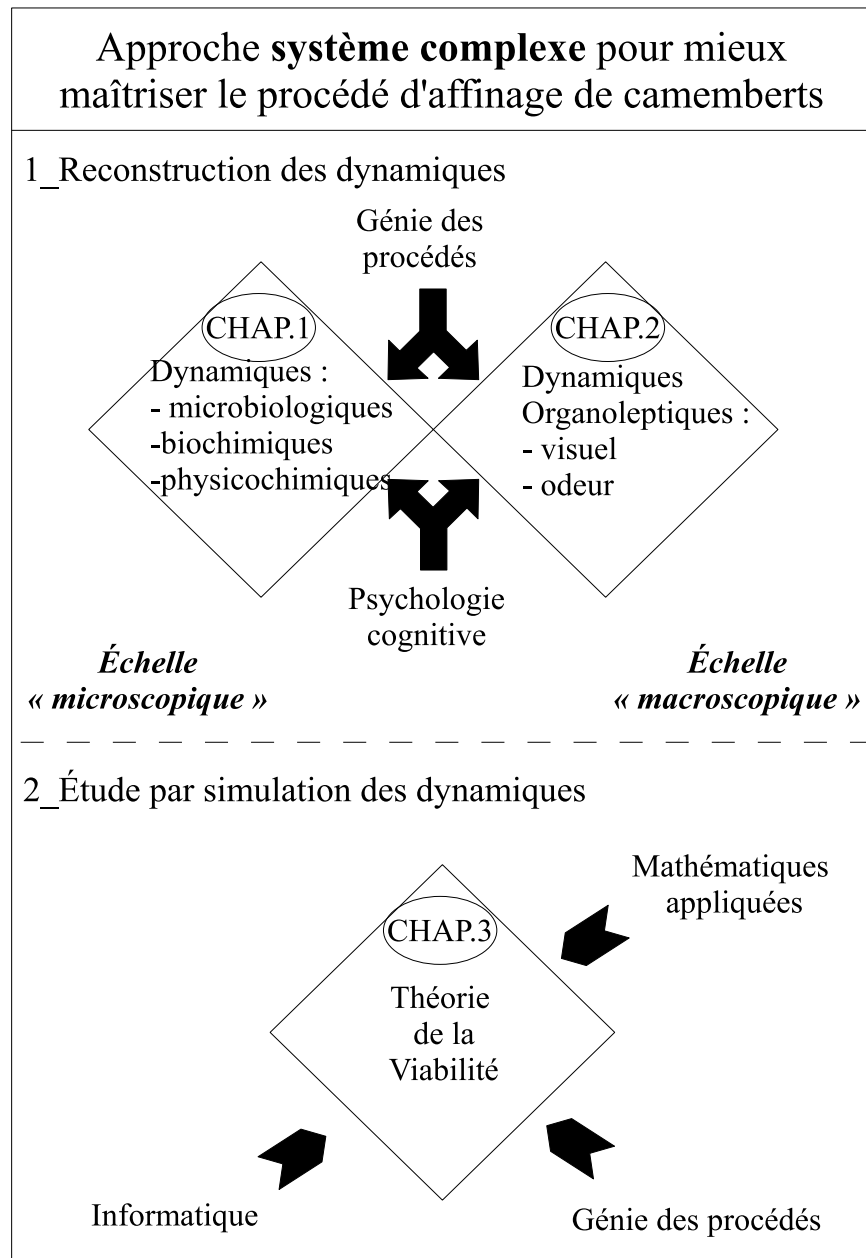 Approche système complexe pour mieux
maîtriser le procédé d'affinage de camemberts
1_Reconstruction des dynamiques
Génie des
procédés
CHAP.1
Dynamiques :
- microbiologiques
-biochimiques
-physicochimiques
CHAP.2
Dynamiques
Organoleptiques :
- visuel
- odeur
Psychologie
cognitive
Échelle
« microscopique »
Échelle
« macroscopique »
2_Étude par simulation des dynamiques
Mathématiques
appliquées
CHAP.3
Théorie
de la
Viabilité
Informatique
Génie des procédés